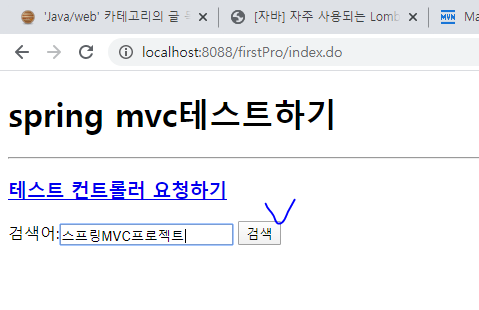 'Java/web' 카테고리의 글
[자바] 자주 사용되는 Lomb
MVN
Ma
localhost:8088/firstPro/index.do
spring mvc테스트하기
테스트 컨트롤러 요청하기
검색어:스프링MVC프로젝트 검색